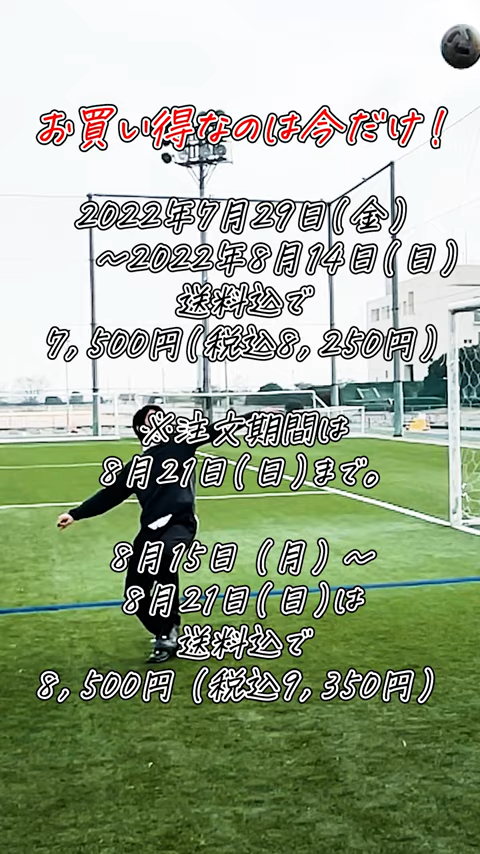 お買い得なのは今だけ!
2022年7月29日(金)
~2022年8月14日(日)
送料込で
7,500円(税込8,250円)
※注文期間は
8月21日(日)まで。
8月15日(月)~
8月21日(日)は
送料込で
8,500円(税込9,350円)